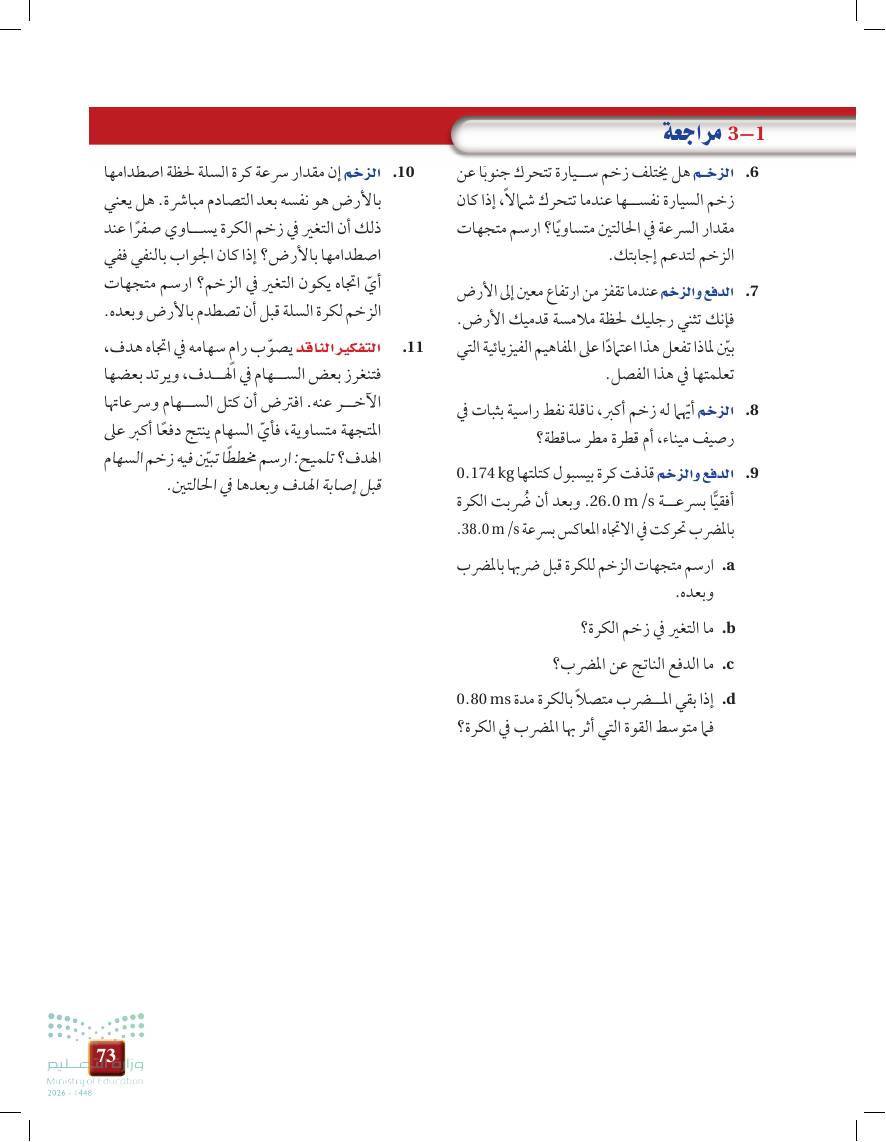 3-1 مراجعة
6. الزخم هل يختلف زخم سيارة تتحرك جنوبًا عن
زخم السيارة نفسها عندما تتحرك شمالاً، إذا كان
مقدار السرعة في الحالتين متساويًا؟ ارسم متجهات
الزخم لتدعم إجابتك.
7. الدفع والزخم عندما تقفز من ارتفاع معين إلى الأرض
فإنك تثني رجليك لحظة ملامسة قدميك الأرض.
بيّن لماذا تفعل هذا اعتمادًا على المفاهيم الفيزيائية التي
تعلمتها في هذا الفصل.
8. الزخم أيّهما له زخم أكبر، ناقلة نفط راسية بثبات في
رصيف ميناء، أم قطرة مطر ساقطة؟
9. الدفع والزخم قذفت كرة بيسبول كتلتها 0.174 kg
أفقيًّا بسرعة 26.0 m/s. وبعد أن ضُربت الكرة
بالمضرب تحركت في الاتجاه المعاكس بسرعة 38.0 m/s.
a. ارسم متجهات الزخم للكرة قبل ضربها بالمضرب
وبعده.
b. ما التغير في زخم الكرة؟
c. ما الدفع الناتج عن المضرب؟
d. إذا بقي المضرب متصلاً بالكرة مدة 0.80 ms
فما متوسط القوة التي أثر بها المضرب في الكرة؟
10. الزخم إن مقدار سرعة كرة السلة لحظة اصطدامها
بالأرض هو نفسه بعد التصادم مباشرة. هل يعني
ذلك أن التغير في زخم الكرة يساوي صفرًا عند
اصطدامها بالأرض؟ إذا كان الجواب بالنفي ففي
أيّ اتجاه يكون التغير في الزخم؟ ارسم متجهات
الزخم لكرة السلة قبل أن تصطدم بالأرض وبعده.
11. التفكير الناقد يصوّب رامٍ سهامه في اتجاه هدف،
فتنغرز بعض السهام في الهدف، ويرتد بعضها
الآخر عنه. افترض أن كتل السهام وسرعاتها
المتجهة متساوية، فأيّ السهام ينتج دفعًا أكبر على
الهدف؟ تلميح: ارسم مخططًا تبيّن فيه زخم السهام
قبل إصابة الهدف وبعدها في الحالتين.
73
وزارة التعليم
Ministry of Education
2026 - 1448